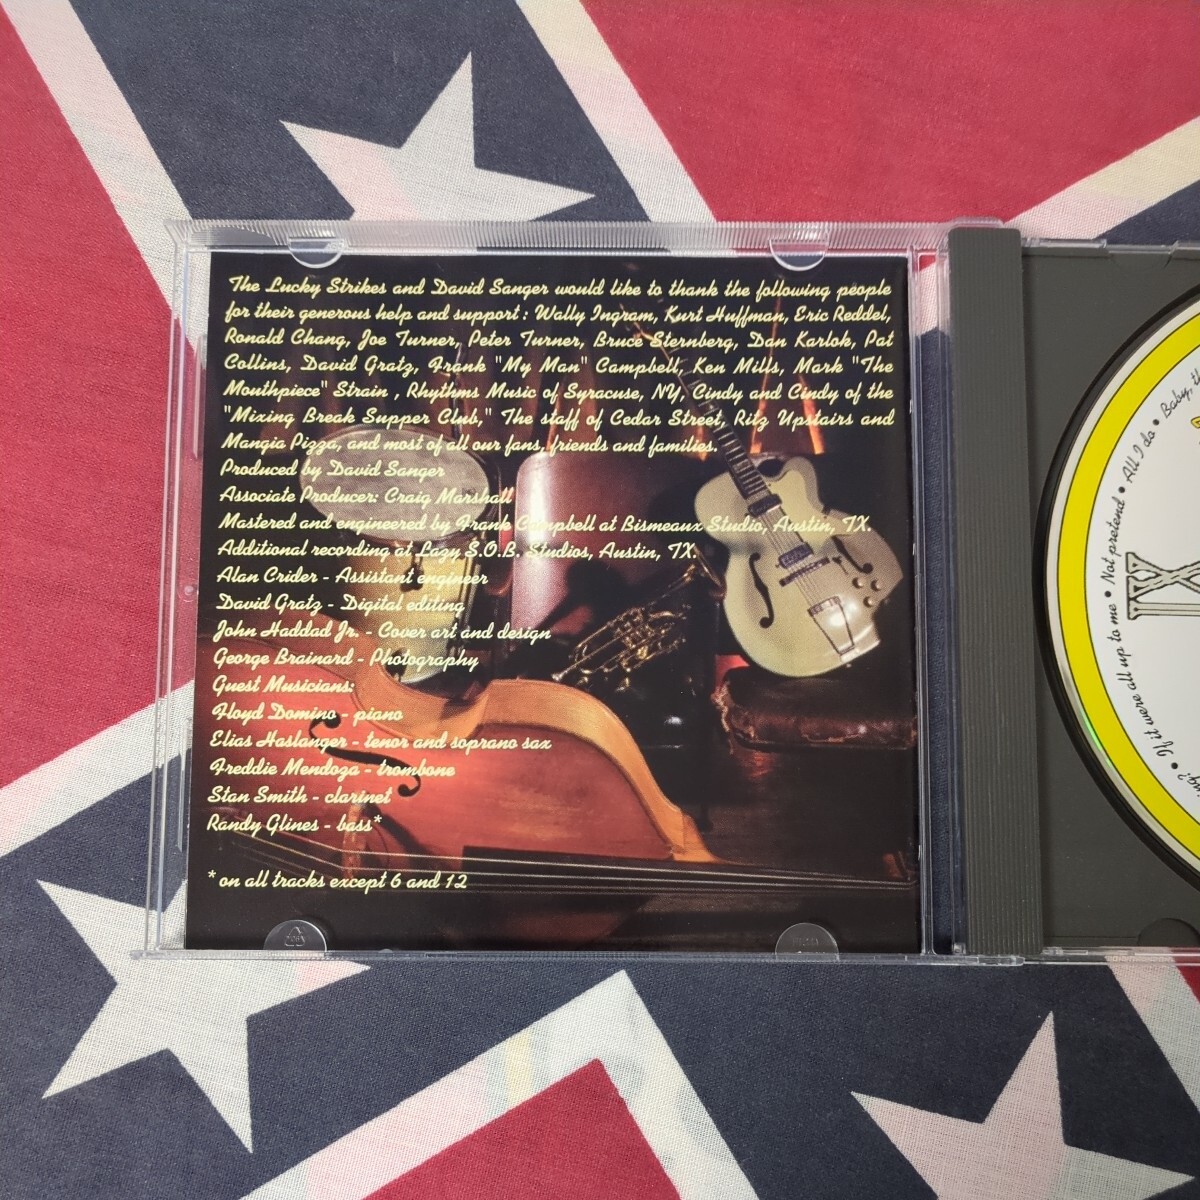 The Lucky Strikes and David Sanger would like to thank the following people
for their generous help and support : Wally Ingram, Kurt Huffman, Eric Reddel,
Ronald Chang, Joe Turner, Peter Turner, Bruce Sternberg, Dan Karlok, Pat
Collins, David Gratz, Frank "My Man" Campbell, Ken Mills, Mark "The
Mouthpiece" Strain , Rhythms Music of Syracuse, NY, Cindy and Cindy of the
"Mixing Break Supper Club," The staff of Cedar Street, Ritz Upstairs and
Mangia Pizza, and most of all our fans, friends and families.
Produced by David Sanger
Associate Producer: Craig Marshall
Mastered and engineered by Frank Campbell at Bismeaux Studio, Austin, TX.
Additional recording at Lazy S.O.B. Studios, Austin, TX.
Alan Crider - Assistant engineer
David Gratz - Digital editing
John Haddad Jr. - Cover art and design
George Brainard - Photography
Guest Musicians:
Floyd Domino - piano
Elias Haslanger - tenor and soprano sax
Freddie Mendoza - trombone
Stan Smith - clarinet
Randy Glines - bass*
*on all tracks except 6 and 12
If it were all up to me • Not pretend • All I do • Baby,